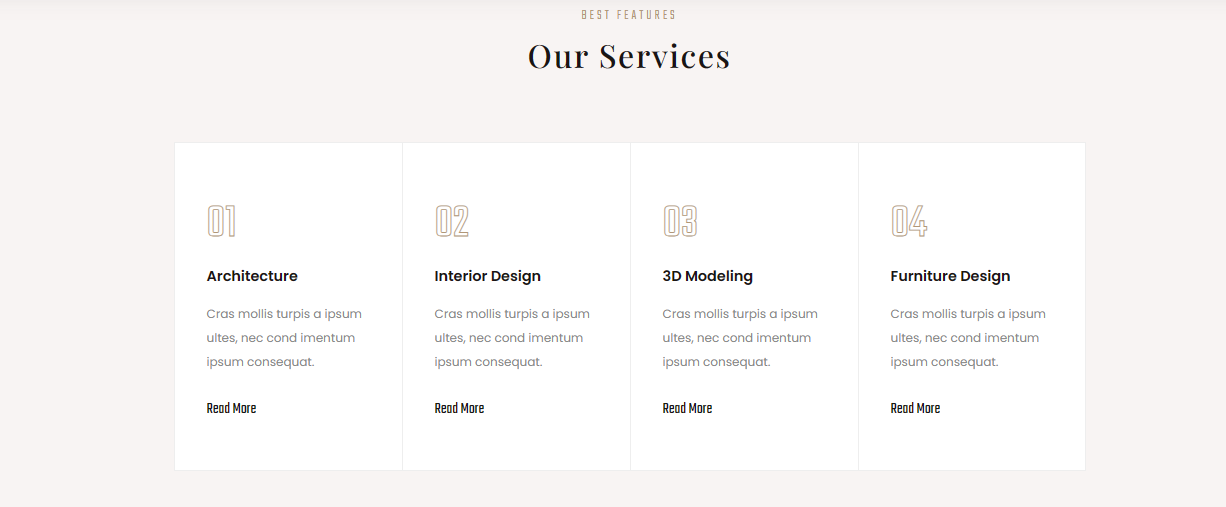 BEST FEATURES
Our Services
01
Architecture
Cras mollis turpis a ipsum
ultes, nec cond imentum
ipsum consequat.
Read More
02
Interior Design
Cras mollis turpis a ipsum
ultes, nec cond imentum
ipsum consequat.
Read More
03
3D Modeling
Cras mollis turpis a ipsum
ultes, nec cond imentum
ipsum consequat.
Read More
04
Furniture Design
Cras mollis turpis a ipsum
ultes, nec cond imentum
ipsum consequat.
Read More